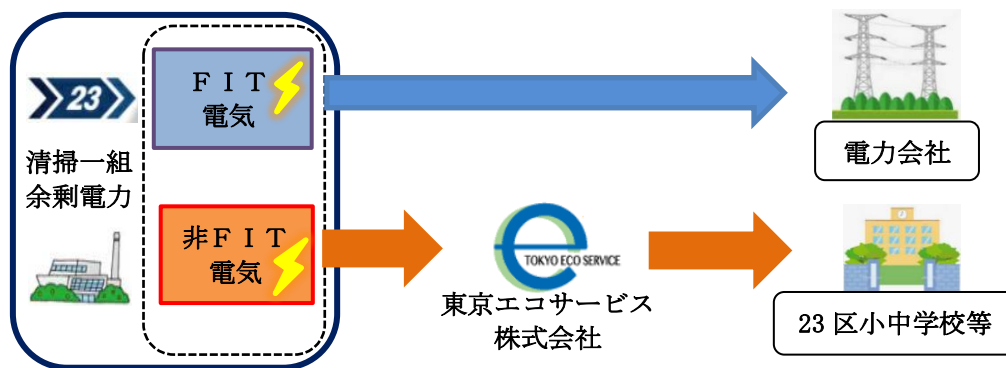 23
清掃一組
余剰電力
ＦＩＴ
電気
電力会社
非ＦＩＴ
電気
TOKYO ECO SERVICE
東京エコサービス
株式会社
23 区小中学校等